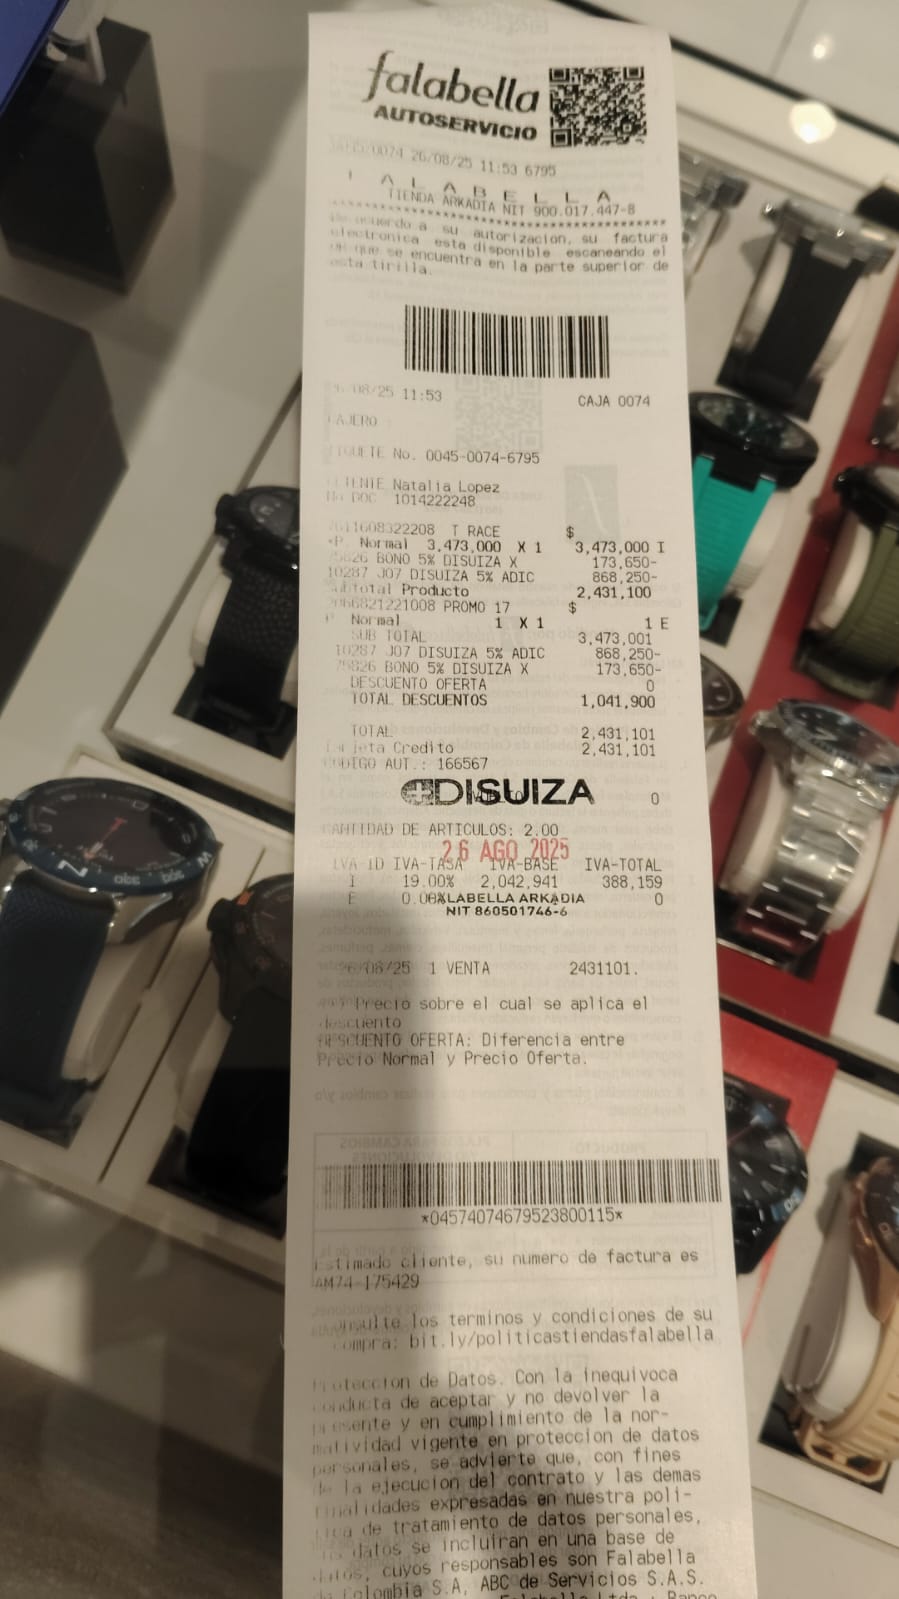 falabella
AUTOSERVICIO
0074 26/08/25 11:53 6795
A L A B E L L A
TIENDA ARKADIA NIT 900.017.447-8
****************************************
De acuerdo a su autorizacion, su factura
electronica esta disponible escaneando el
que se encuentra en la parte superior de
esta tirilla.
08/25 11:53 CAJA 0074
CAJERO
No. 0045-0074-6795
Natalia Lopez
No DOC 1014222248
7611608322208 T RACE $
Normal 3,473,000 X 1 3,473,000 I
BONO 5% DISUIZA X 173,650-
10287 J07 DISUIZA 5% ADIC 868,250-
Subtotal Producto 2,431,100
PROMO 17 $
Normal 1 X 1 1 E
SUB TOTAL 3,473,001
10287 J07 DISUIZA 5% ADIC 868,250-
BONO 5% DISUIZA X 173,650-
DESCUENTO OFERTA 0
TOTAL DESCUENTOS 1,041,900
TOTAL 2,431,101
Tarjeta Credito 2,431,101
CODIGO AUT.: 166567
DISUIZA 0
CANTIDAD DE ARTICULOS: 2.00
26 AGO 2025
IVA-ID IVA-TASA IVA-BASE IVA-TOTAL
I 19.00% 2,042,941 388,159
E 0.00% 0
FALABELLA ARKADIA
NIT 860501746-6
26/08/25 1 VENTA 2431101.
Precio sobre el cual se aplica el
descuento
DESCUENTO OFERTA: Diferencia entre
Precio Normal y Precio Oferta.
*04574074679523800115*
Estimado cliente, su numero de factura es
AM74-175429
Consulte los terminos y condiciones de su
compra: bit.ly/politicastiendasfalabella
Proteccion de Datos. Con la inequivoca
conducta de aceptar y no devolver la
presente y en cumplimiento de la nor-
matividad vigente en proteccion de datos
personales, se advierte que, con fines
de la ejecucion del contrato y las demas
finalidades expresadas en nuestra poli-
tica de tratamiento de datos personales,
los datos se incluiran en una base de
datos, cuyos responsables son Falabella
de Colombia S.A, ABC de Servicios S.A.S.